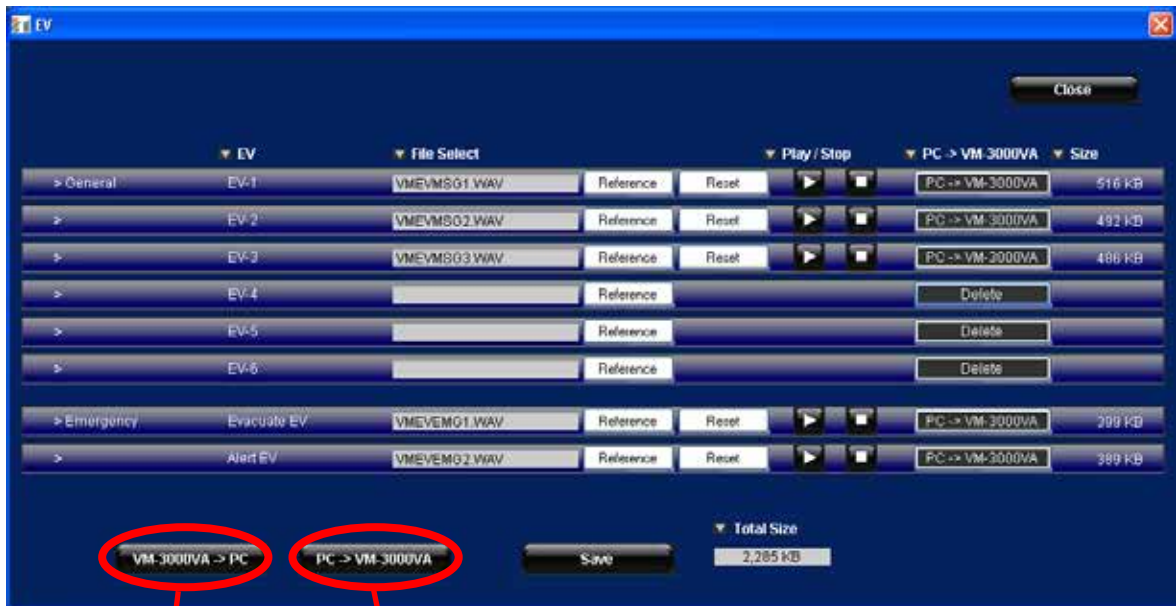 EV
Close
EV File Select Play / Stop PC -> VM-3000VA Size
> General EV-1 VMEVMSG1.WAV Reference Reset PC -> VM-3000VA 516 KB
> EV-2 VMEVMSG2.WAV Reference Reset PC -> VM-3000VA 492 KB
> EV-3 VMEVMSG3.WAV Reference Reset PC -> VM-3000VA KB
> EV-4 Reference Delete
> EV-5 Reference Delete
> EV-6 Reference Delete
> Emergency Evacuate EV VMEVEMG1.WAV Reference Reset PC -> VM-3000VA 399 KB
> Alert EV VMEVEMG2.WAV Reference Reset PC -> VM-3000VA 389 KB
Total Size
VM-3000VA -> PC PC -> VM-3000VA Save 2,285 KB